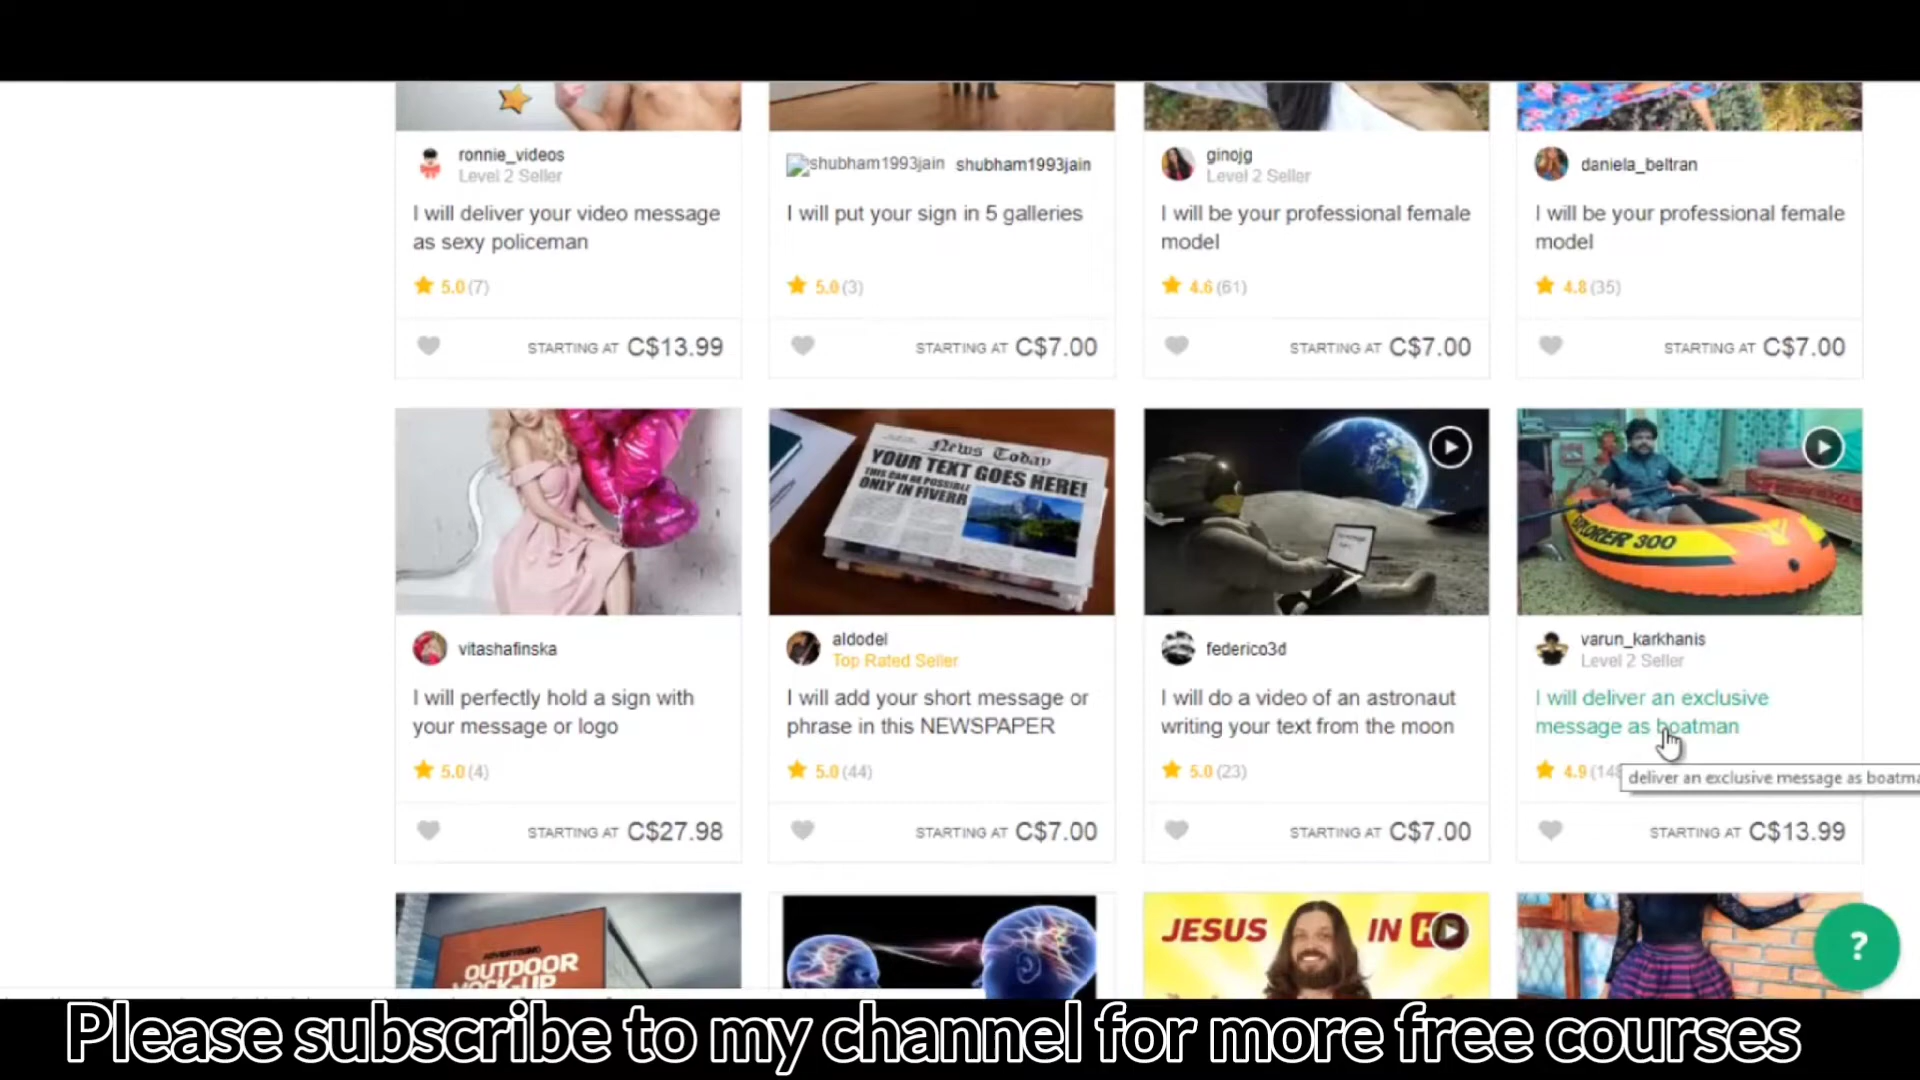 ronnie_videos
Level 2 Seller
I will deliver your video message
as sexy policeman
5.0 (7)
STARTING AT C$13.99
shubham1993jain shubham1993jain
I will put your sign in 5 galleries
5.0 (3)
STARTING AT C$7.00
ginojg
Level 2 Seller
I will be your professional female
model
4.6 (61)
STARTING AT C$7.00
daniela_beltran
I will be your professional female
model
4.8 (35)
STARTING AT C$7.00
vitashafinska
I will perfectly hold a sign with
your message or logo
5.0 (4)
STARTING AT C$27.98
News Today
YOUR TEXT GOES HERE!
THIS CAN BE POSSIBLE
ONLY IN FIVERR
aldodel
Top Rated Seller
I will add your short message or
phrase in this NEWSPAPER
5.0 (44)
STARTING AT C$7.00
federico3d
I will do a video of an astronaut
writing your text from the moon
5.0 (23)
STARTING AT C$7.00
EXPLORER 300
varun_karkhanis
Level 2 Seller
I will deliver an exclusive
message as boatman
4.9
deliver an exclusive message as
STARTING AT C$13.99
ADVERTISING
OUTDOOR
MOCK-UP
JESUS IN
?
Please subscribe to my channel for more free courses